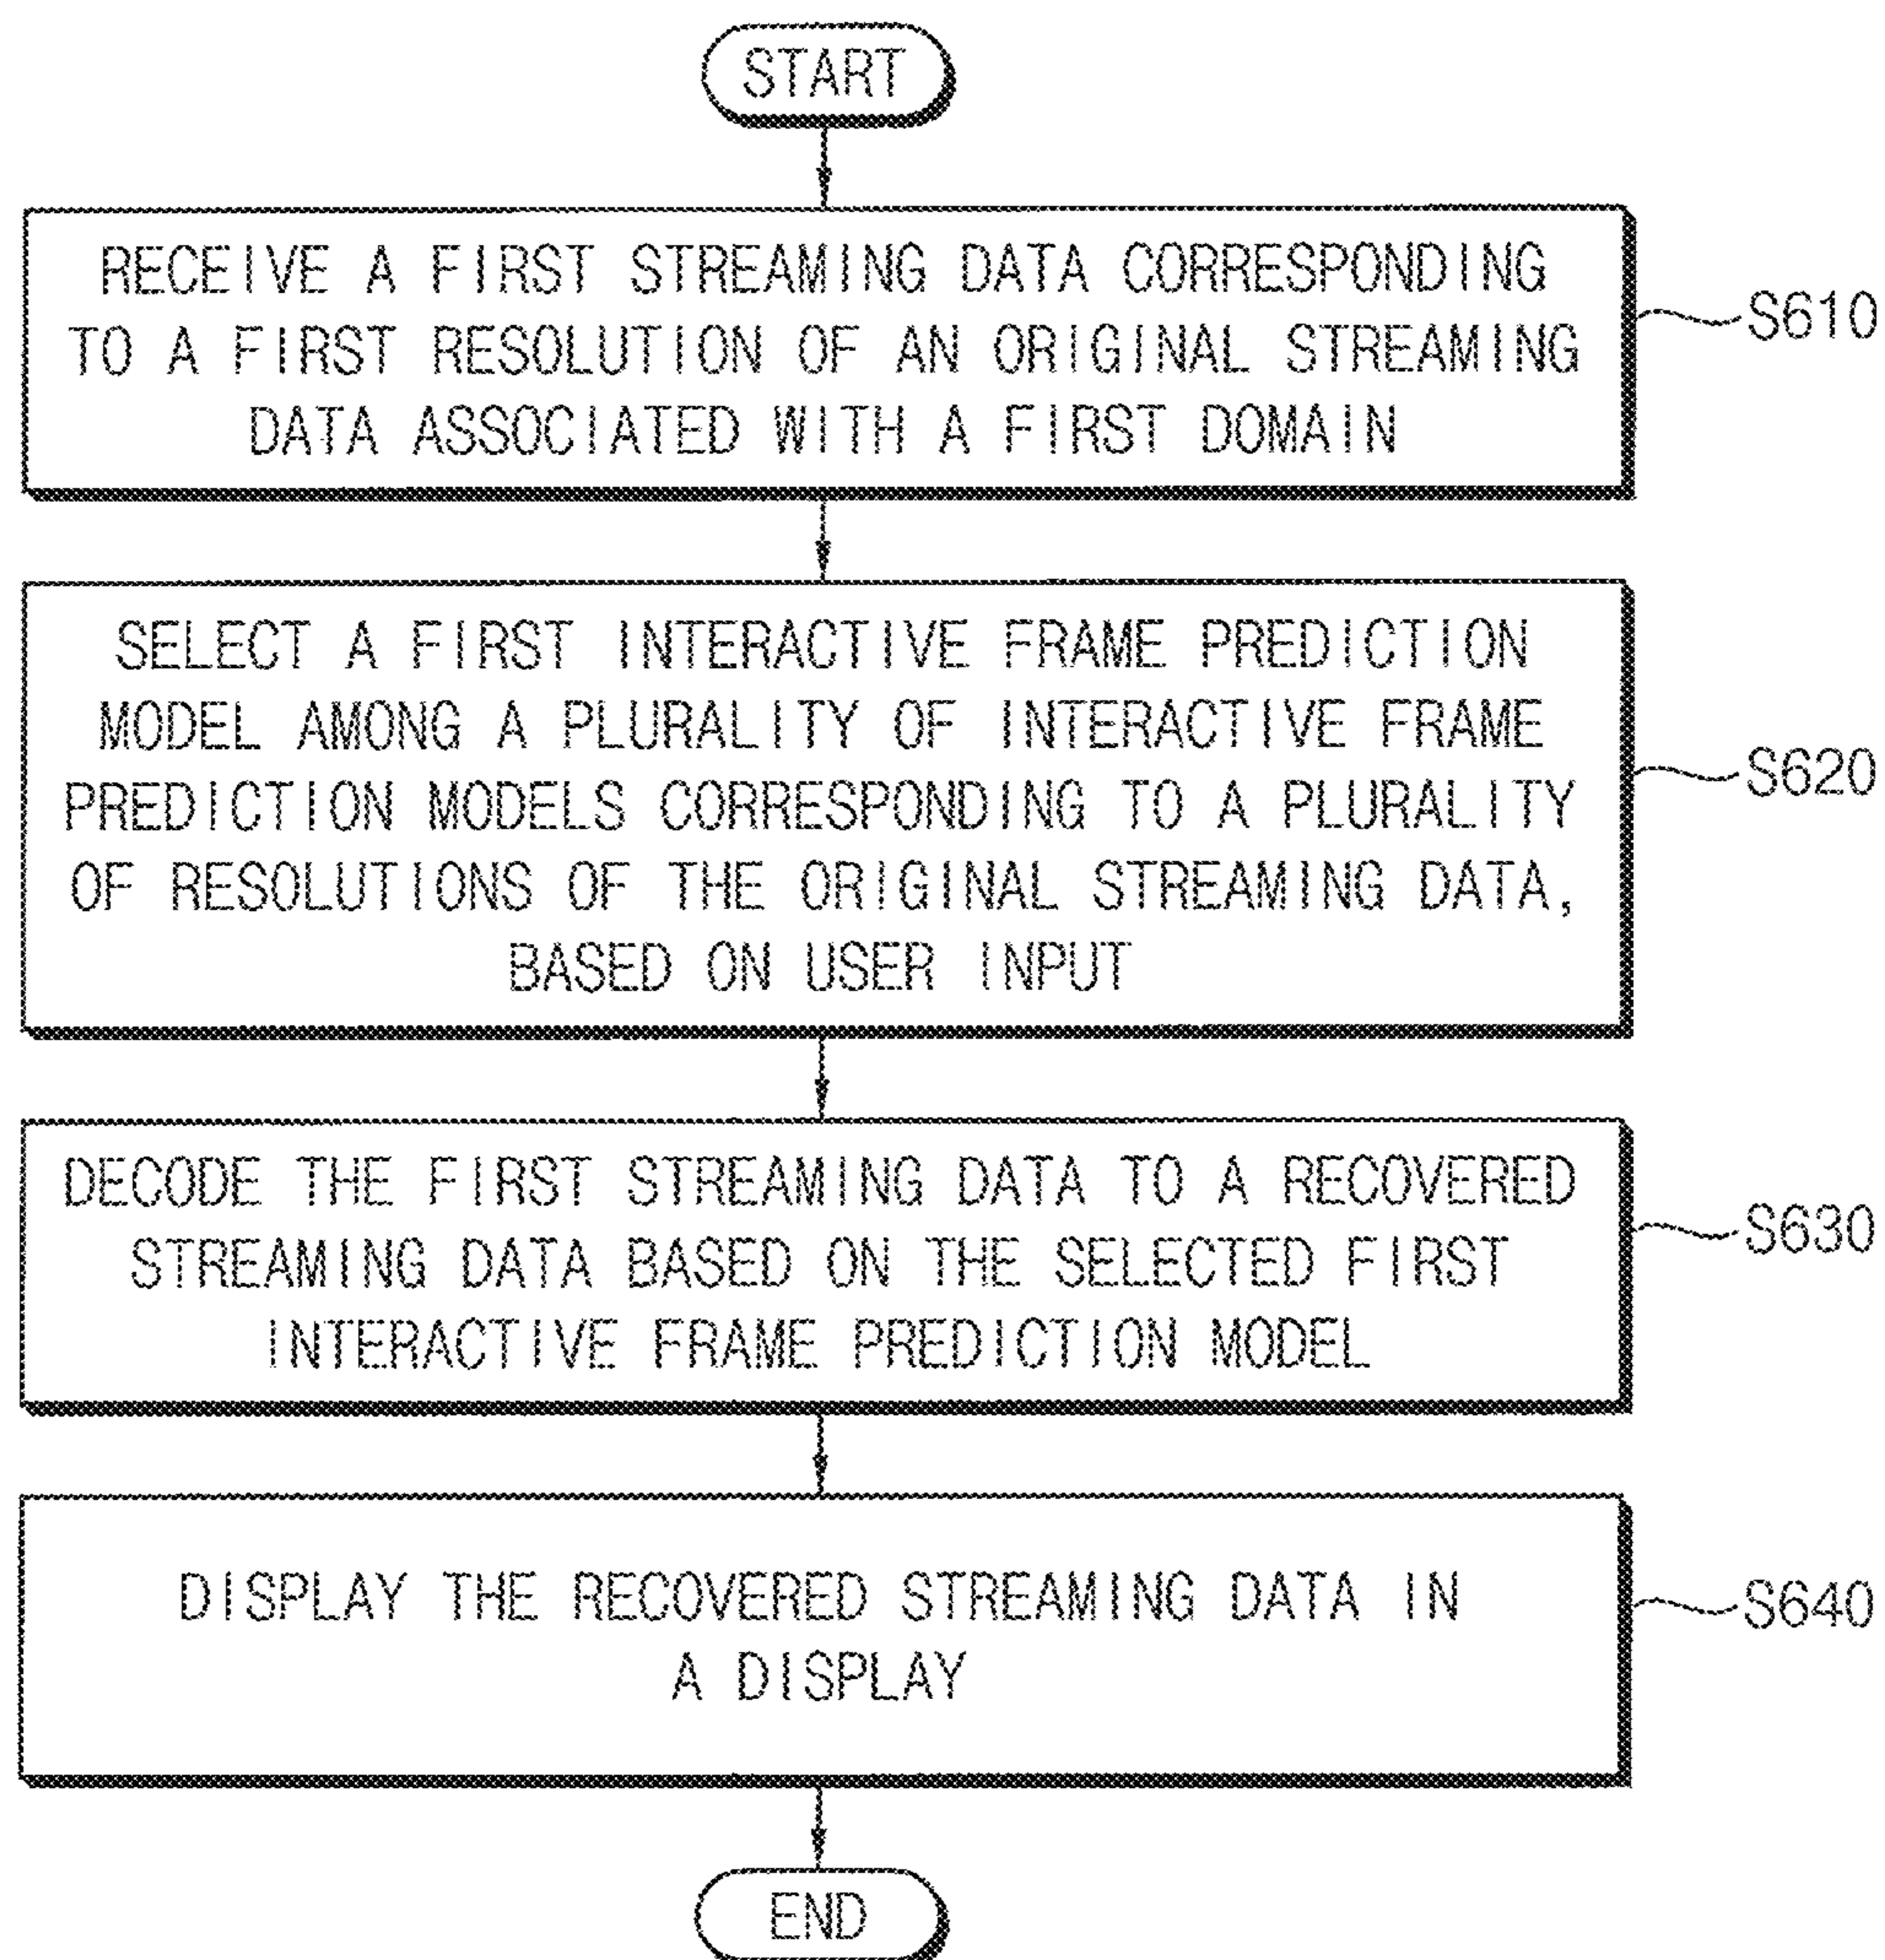 START
RECEIVE A FIRST STREAMING DATA CORRESPONDING
TO A FIRST RESOLUTION OF AN ORIGINAL STREAMING
DATA ASSOCIATED WITH A FIRST DOMAIN
S610
SELECT A FIRST INTERACTIVE FRAME PREDICTION
MODEL AMONG A PLURALITY OF INTERACTIVE FRAME
PREDICTION MODELS CORRESPONDING TO A PLURALITY
OF RESOLUTIONS OF THE ORIGINAL STREAMING DATA,
BASED ON USER INPUT
S620
DECODE THE FIRST STREAMING DATA TO A RECOVERED
STREAMING DATA BASED ON THE SELECTED FIRST
INTERACTIVE FRAME PREDICTION MODEL
S630
DISPLAY THE RECOVERED STREAMING DATA IN
A DISPLAY
S640
END